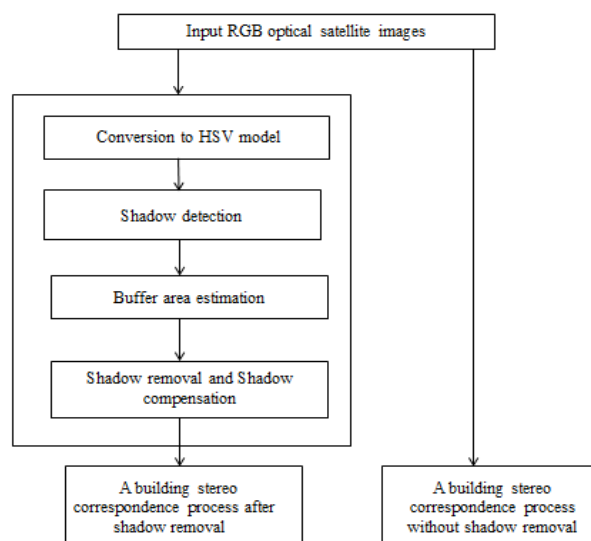 Input RGB optical satellite images
Conversion to HSV model
Shadow detection
Buffer area estimation
Shadow removal and Shadow
compensation
A building stereo
correspondence process after
shadow removal
A building stereo
correspondence process
without shadow removal